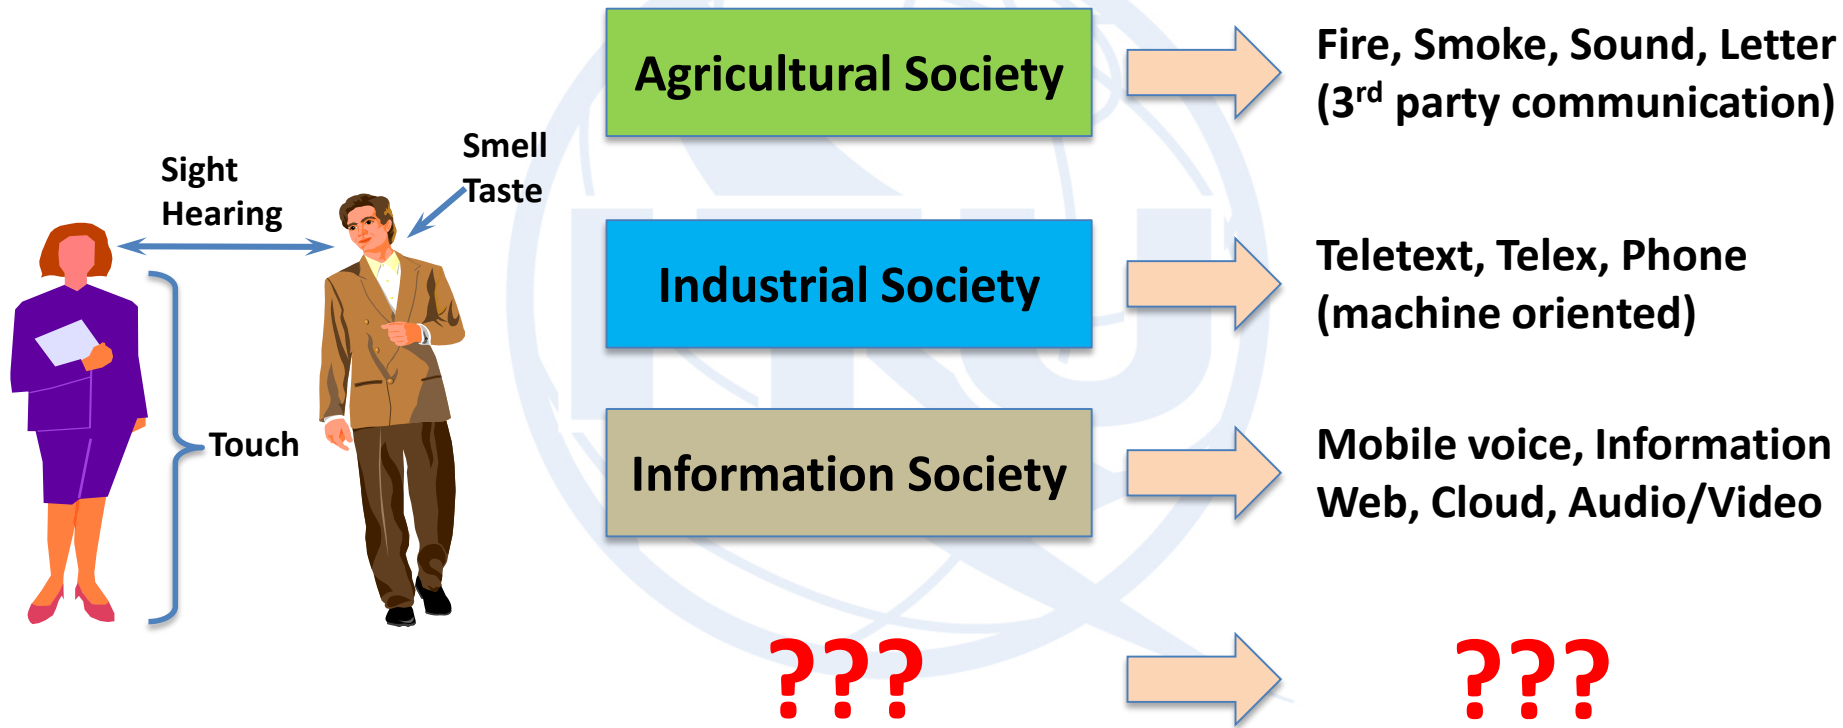 Sight
Hearing
Smell
Taste
Touch
Agricultural Society
Fire, Smoke, Sound, Letter
(3rd party communication)
Industrial Society
Teletext, Telex, Phone
(machine oriented)
Information Society
Mobile voice, Information
Web, Cloud, Audio/Video
???
???
ITU